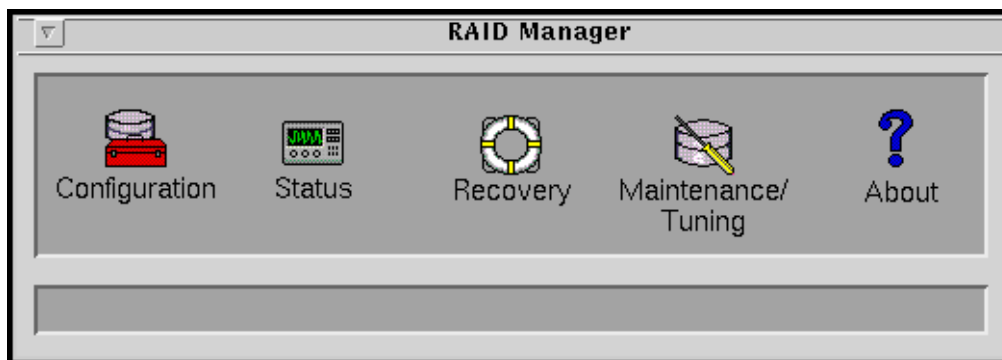 RAID Manager
Configuration
Status
Recovery
Maintenance/
Tuning
About